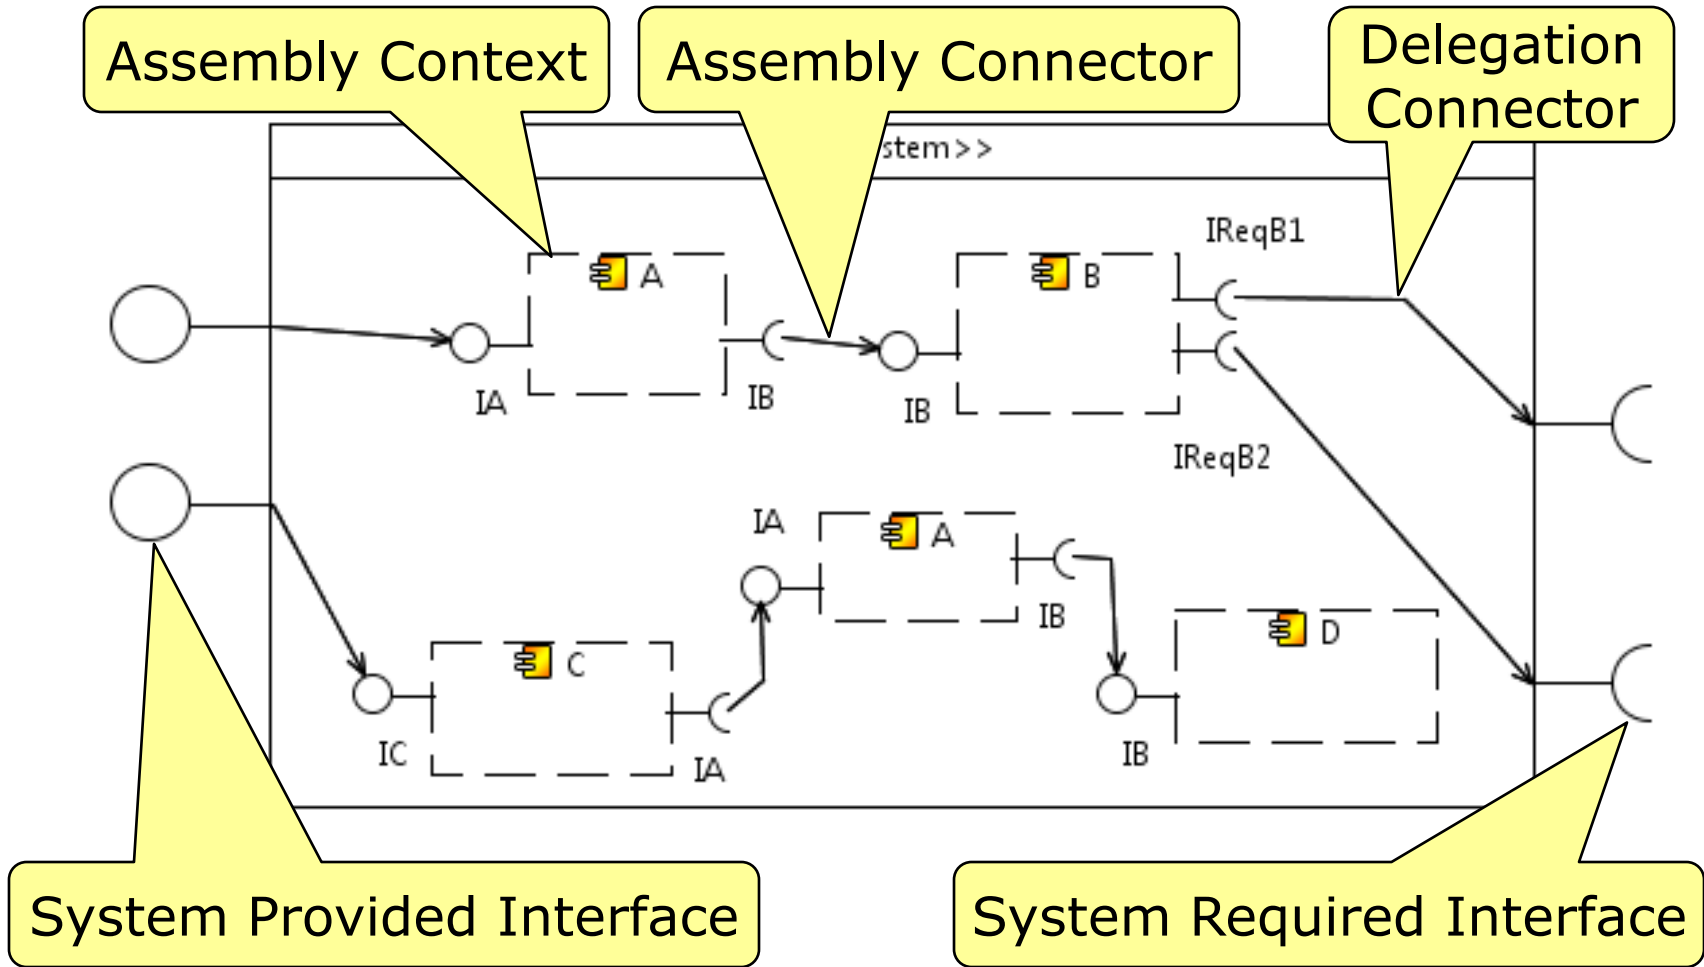 Assembly Context
Assembly Connector
Delegation
Connector
stem>>
IReqB1
A
B
IA
IB
IB
IReqB2
IA
A
IB
D
C
IC
IA
IB
System Provided Interface
System Required Interface